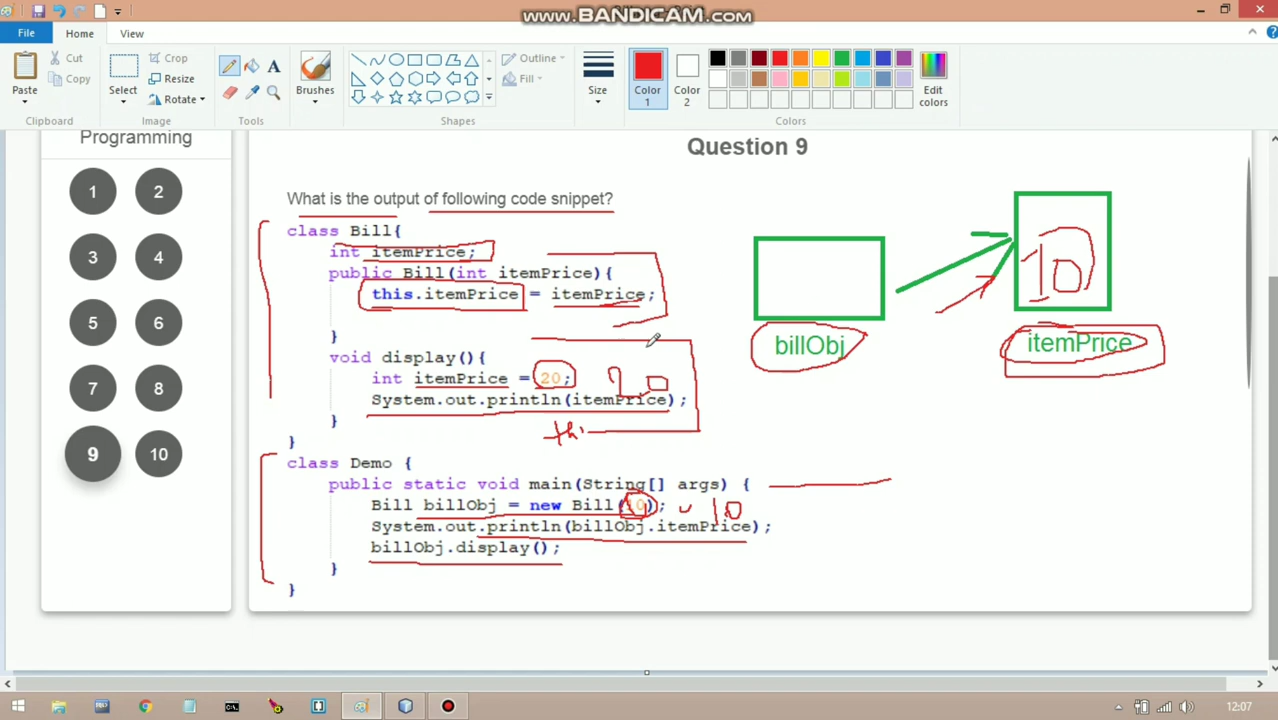 www.BANDICAM.com
File
Home
View
Paste
Cut
Copy
Clipboard
Select
Crop
Resize
Rotate
Image
A
Tools
Brushes
Shapes
Outline
Fill
Size
Color
1
Color
2
Edit
colors
Colors
Programming
1 2
3 4
5 6
7 8
9 10
Question 9
What is the output of following code snippet?
class Bill{
int itemPrice;
public Bill(int itemPrice){
this.itemPrice = itemPrice;
}
void display(){
int itemPrice = 20; 20
System.out.println(itemPrice);
}
th
}
class Demo {
public static void main(String[] args) {
Bill billObj = new Bill(10); 10
System.out.println(billObj.itemPrice);
billObj.display();
}
}
10
billObj
itemPrice
12:07